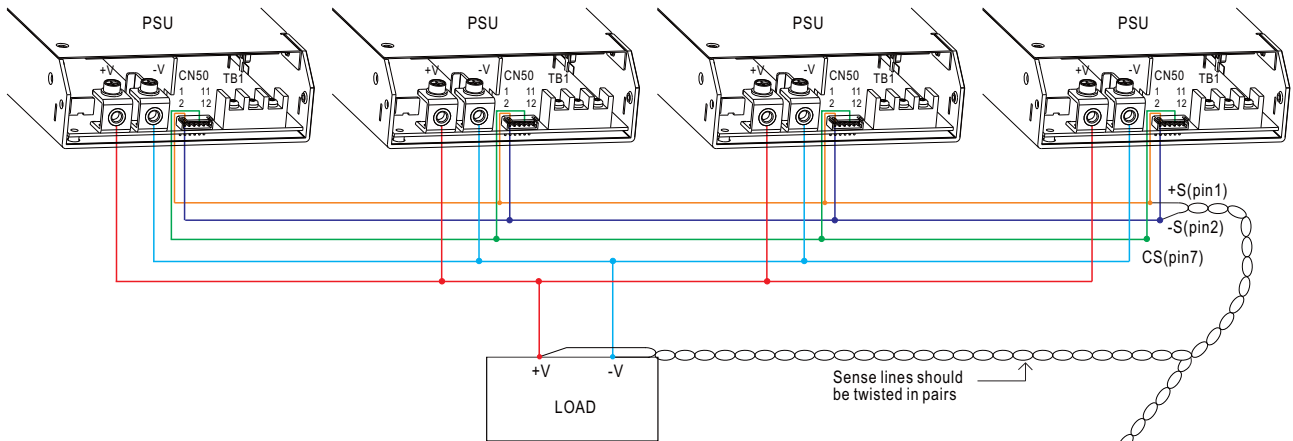 PSU PSU PSU PSU
+V -V CN50 TB1 1 11 2 12
+V -V CN50 TB1 1 11 2 12
+V -V CN50 TB1 1 11 2 12
+V -V CN50 TB1 1 11 2 12
+S(pin1)
-S(pin2)
CS(pin7)
+V -V
LOAD
Sense lines should
be twisted in pairs